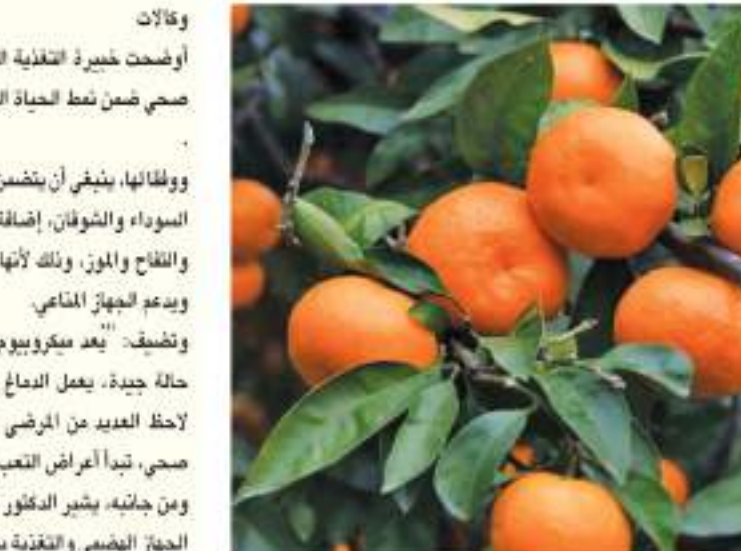 وكالات
أوضحت خبيرة التغذية ال
صحي ضمن نمط الحياة ال
.
ووفقا لها، ينبغي أن يتضمن
السوداء والشوفان، إضافة
والتفاح والموز، وذلك لأنها
ويدعم الجهاز المناعي.
وتضيف: "يُعد ميكروبيوم
حالة جيدة، يعمل الدماغ
لاحظ العديد من المرضى
صحي، تبدأ أعراض التعب
ومن جانبه، يشير الدكتور
الجهاز الهضمي والتغذية ب